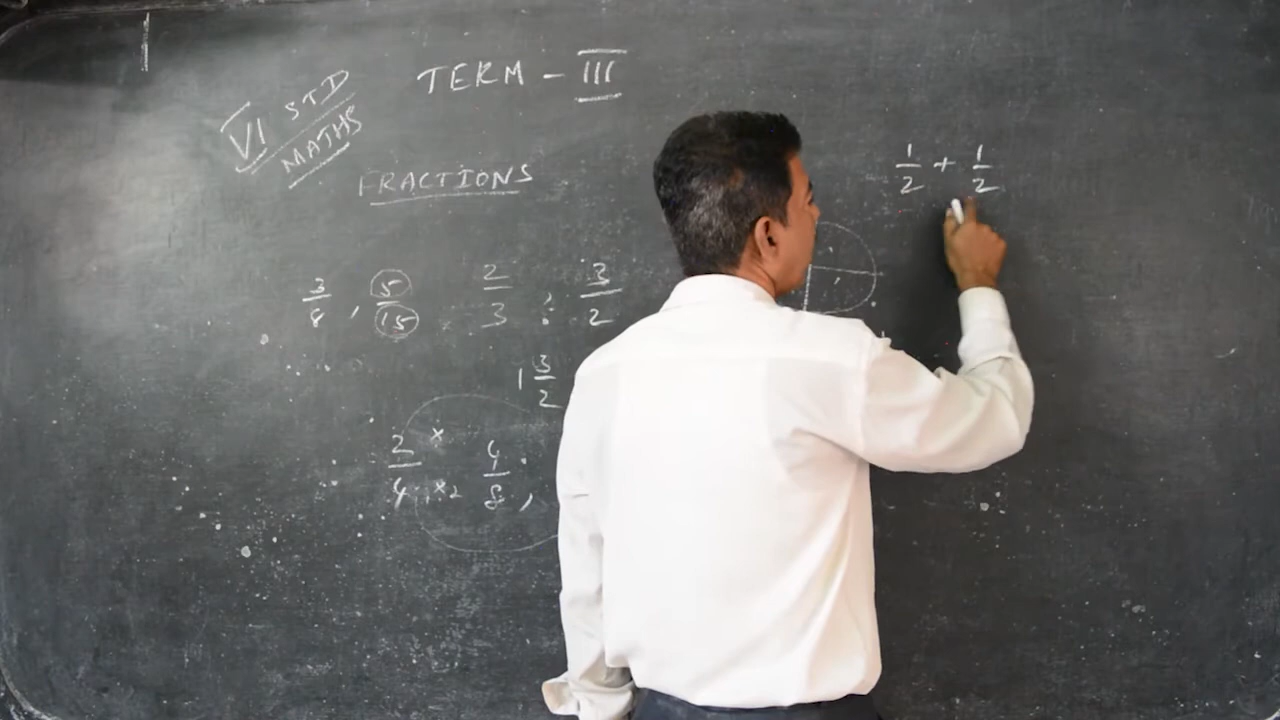 TERM - III
VI STD
MATHS
FRACTIONS
1/2 + 1/2
3/8 , 5/15
2/3 ; 3/2
1 3/2
2/4 × ×2 4/8 ,